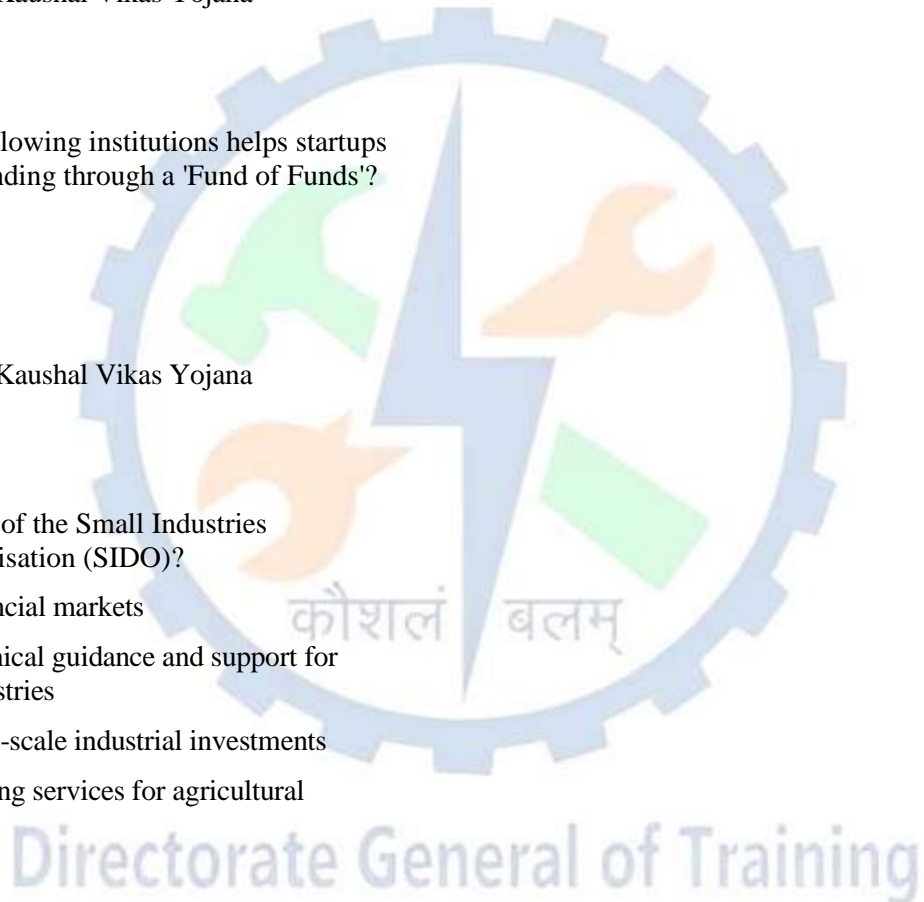 Kaushal Vikas Yojana
lowing institutions helps startups
nding through a 'Fund of Funds'?
Kaushal Vikas Yojana
of the Small Industries
isation (SIDO)?
ncial markets
कौशलं बलम्
nical guidance and support for
stries
-scale industrial investments
ng services for agricultural
Directorate General of Training